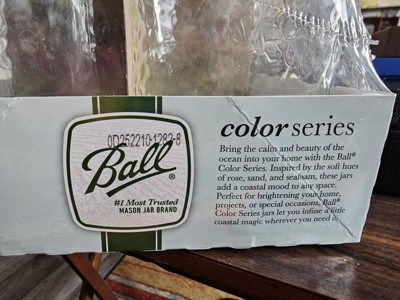 0D252210-1282-8
Ball®
#1 Most Trusted
MASON JAR BRAND
color series
Bring the calm and beauty of the
ocean into your home with the Ball®
Color Series. Inspired by the soft hues
of rose, sand, and seafoam, these jars
add a coastal mood to any space.
Perfect for brightening your home,
projects, or special occasions, Ball®
Color Series jars let you infuse a little
coastal magic wherever you need it.